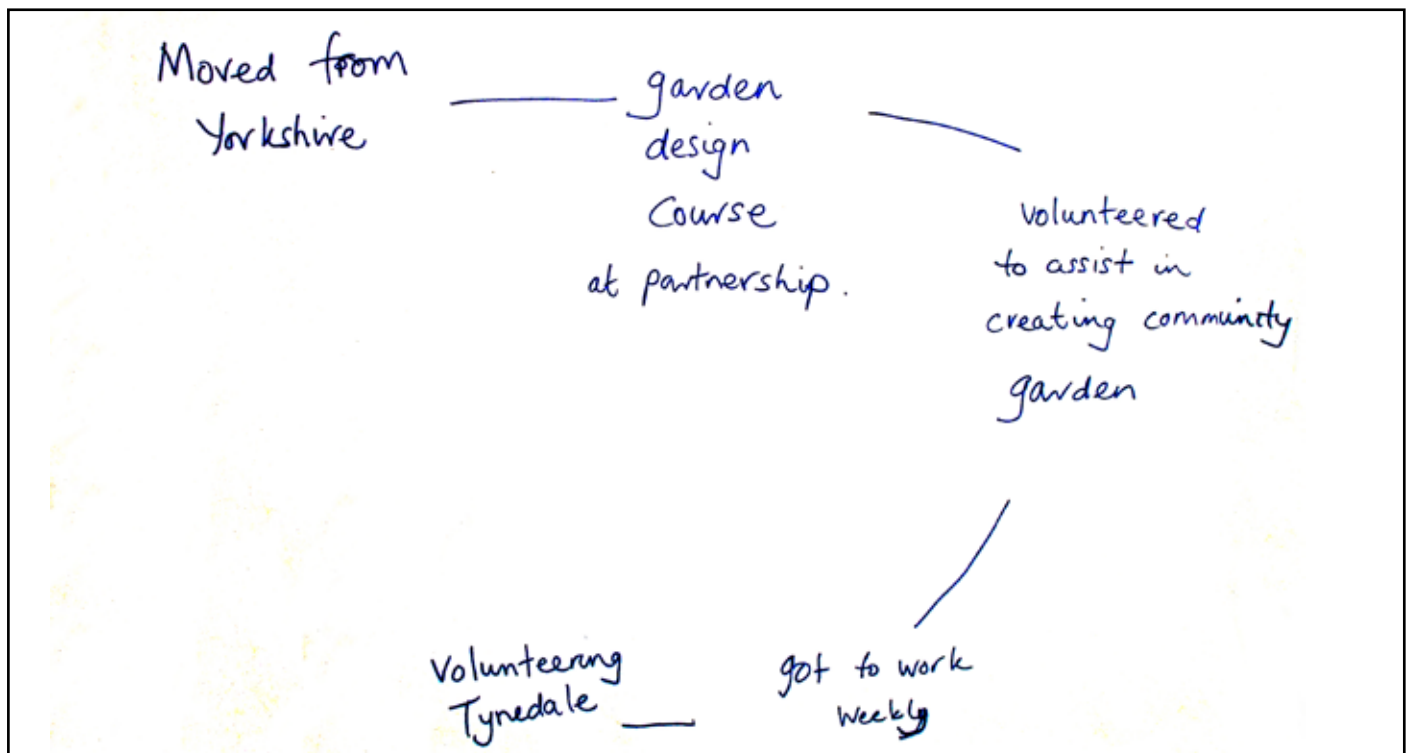 Moved from
Yorkshire
garden
design
Course
at partnership.
volunteered
to assist in
creating community
garden
got to work
weekly
Volunteering
Tynedale